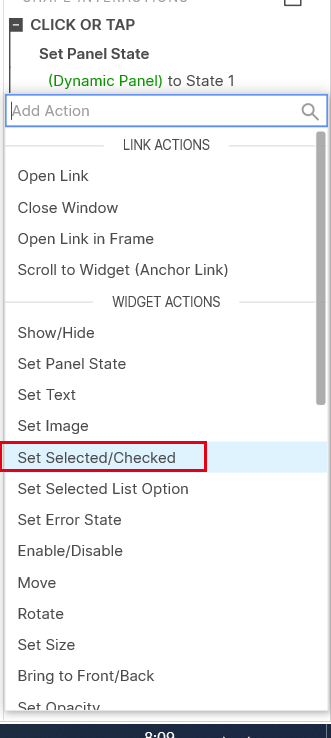 SHAPE INTERACTIONS
CLICK OR TAP
Set Panel State
(Dynamic Panel) to State 1
Add Action
LINK ACTIONS
Open Link
Close Window
Open Link in Frame
Scroll to Widget (Anchor Link)
WIDGET ACTIONS
Show/Hide
Set Panel State
Set Text
Set Image
Set Selected/Checked
Set Selected List Option
Set Error State
Enable/Disable
Move
Rotate
Set Size
Bring to Front/Back
Set Opacity
8:09